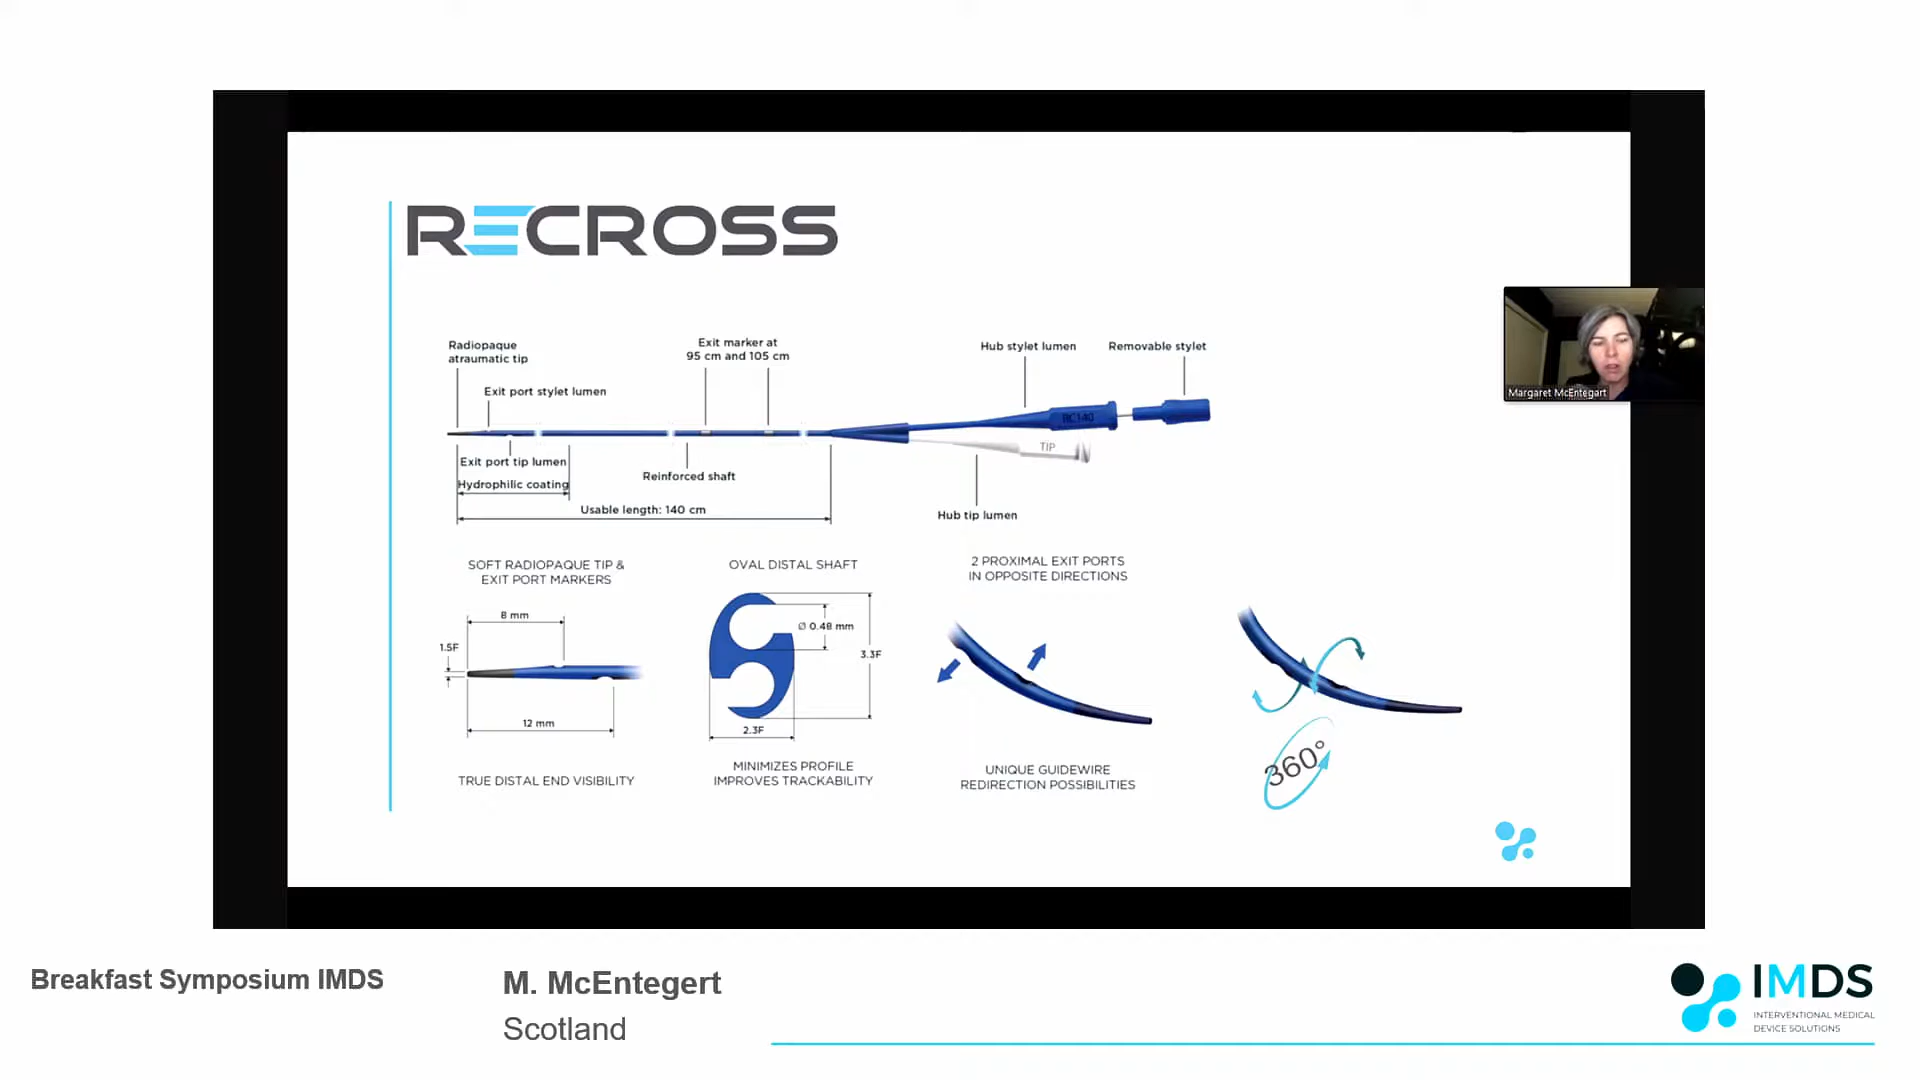 RECROSS
Radiopaque
atraumatic tip
Exit port stylet lumen
Exit marker at
95 cm and 105 cm
Hub stylet lumen
Removable stylet
RC140
TIP
Exit port tip lumen
Hydrophilic coating
Reinforced shaft
Usable length: 140 cm
Hub tip lumen
Margaret McEntegart
SOFT RADIOPAQUE TIP &
EXIT PORT MARKERS
8 mm
1.5F
12 mm
TRUE DISTAL END VISIBILITY
OVAL DISTAL SHAFT
Ø 0.48 mm
3.3F
2.3F
MINIMIZES PROFILE
IMPROVES TRACKABILITY
2 PROXIMAL EXIT PORTS
IN OPPOSITE DIRECTIONS
UNIQUE GUIDEWIRE
REDIRECTION POSSIBILITIES
360°
Breakfast Symposium IMDS
M. McEntegert
Scotland
IMDS
INTERVENTIONAL MEDICAL
DEVICE SOLUTIONS